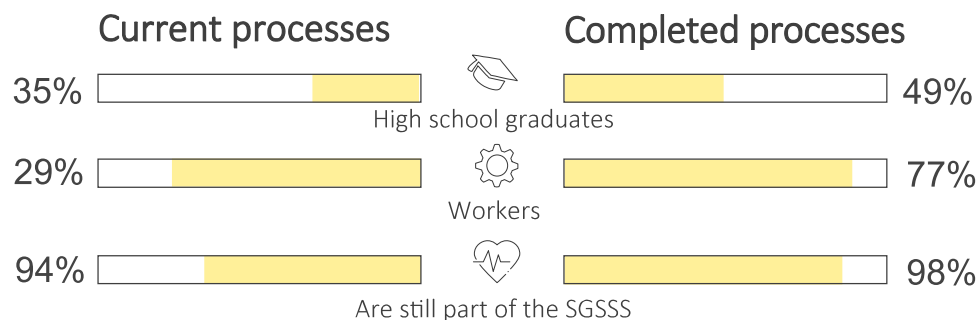 Current processes
Completed processes
35%
49%
High school graduates
29%
77%
Workers
94%
98%
Are still part of the SGSSS